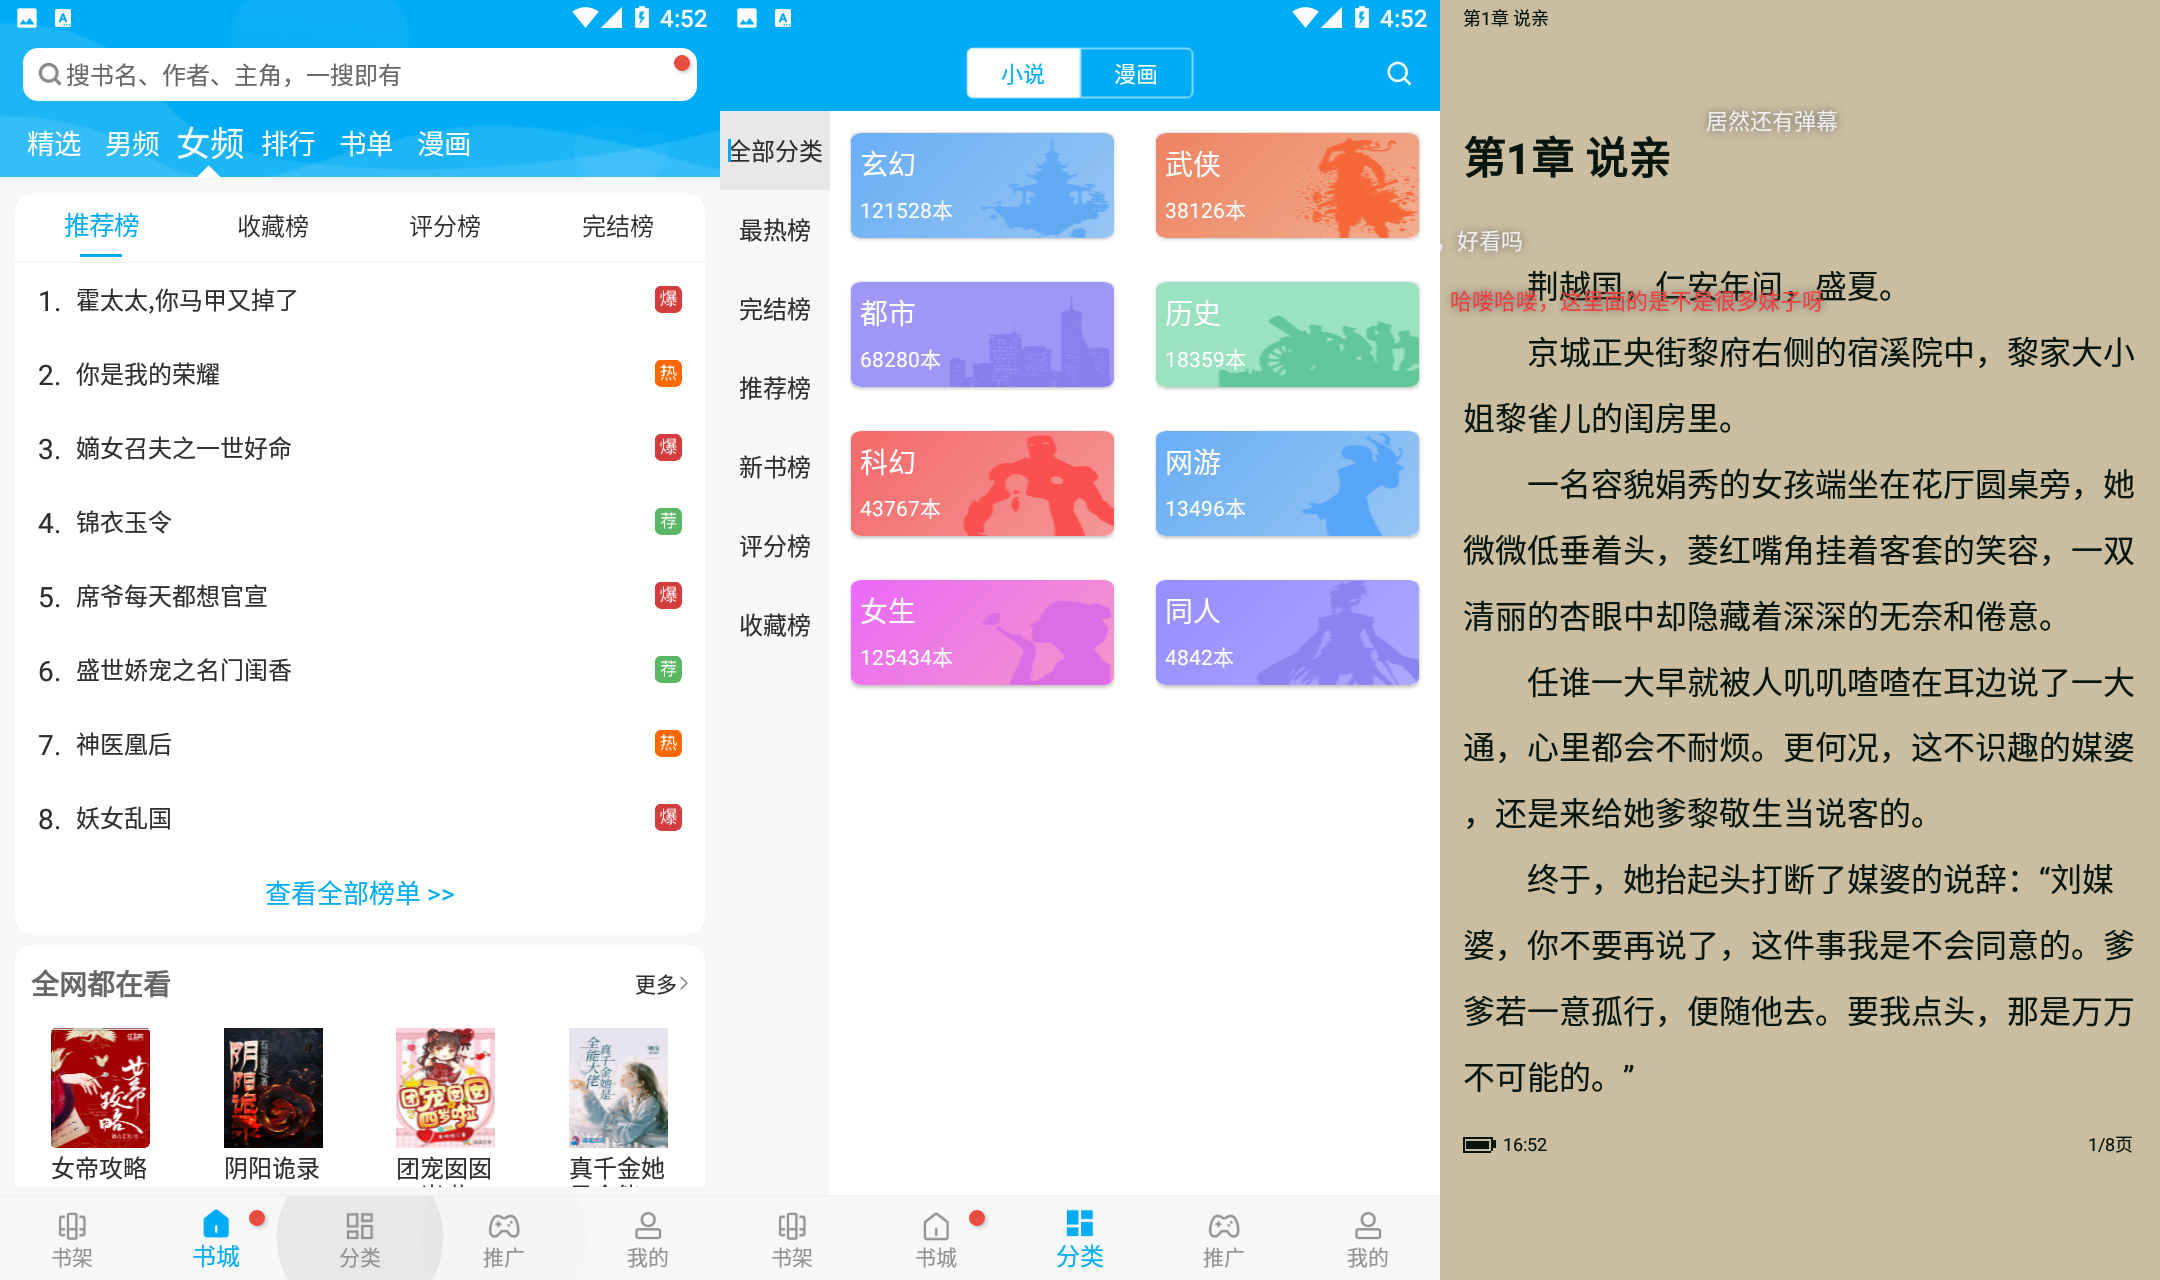 4:52
搜书名、作者、主角，一搜即有
精选 男频 女频 排行 书单 漫画
推荐榜 收藏榜 评分榜 完结榜
1. 霍太太,你马甲又掉了 爆
2. 你是我的荣耀 热
3. 嫡女召夫之一世好命 爆
4. 锦衣玉令 荐
5. 席爷每天都想官宣 爆
6. 盛世娇宠之名门闺香 荐
7. 神医凰后 热
8. 妖女乱国 爆
查看全部榜单 >>
全网都在看 更多
女帝攻略
阴阳诡录
团宠囡囡四岁啦
真千金她是全能大佬
女帝攻略 阴阳诡录 团宠囡囡 真千金她
书架 书城 分类 推广 我的
4:52
小说 漫画
全部分类
最热榜
完结榜
推荐榜
新书榜
评分榜
收藏榜
玄幻 武侠
121528本 38126本
都市 历史
68280本 18359本
科幻 网游
43767本 13496本
女生 同人
125434本 4842本
书架 书城 分类 推广 我的
第1章 说亲
居然还有弹幕
第1章 说亲
，好看吗
荆越国，仁安年间，盛夏。
哈喽哈喽，这里面的是不是很多妹子呀
京城正央街黎府右侧的宿溪院中，黎家大小
姐黎雀儿的闺房里。
一名容貌娟秀的女孩端坐在花厅圆桌旁，她
微微低垂着头，菱红嘴角挂着客套的笑容，一双
清丽的杏眼中却隐藏着深深的无奈和倦意。
任谁一大早就被人叽叽喳喳在耳边说了一大
通，心里都会不耐烦。更何况，这不识趣的媒婆
，还是来给她爹黎敬生当说客的。
终于，她抬起头打断了媒婆的说辞：“刘媒
婆，你不要再说了，这件事我是不会同意的。爹
爹若一意孤行，便随他去。要我点头，那是万万
不可能的。”
16:52 1/8页